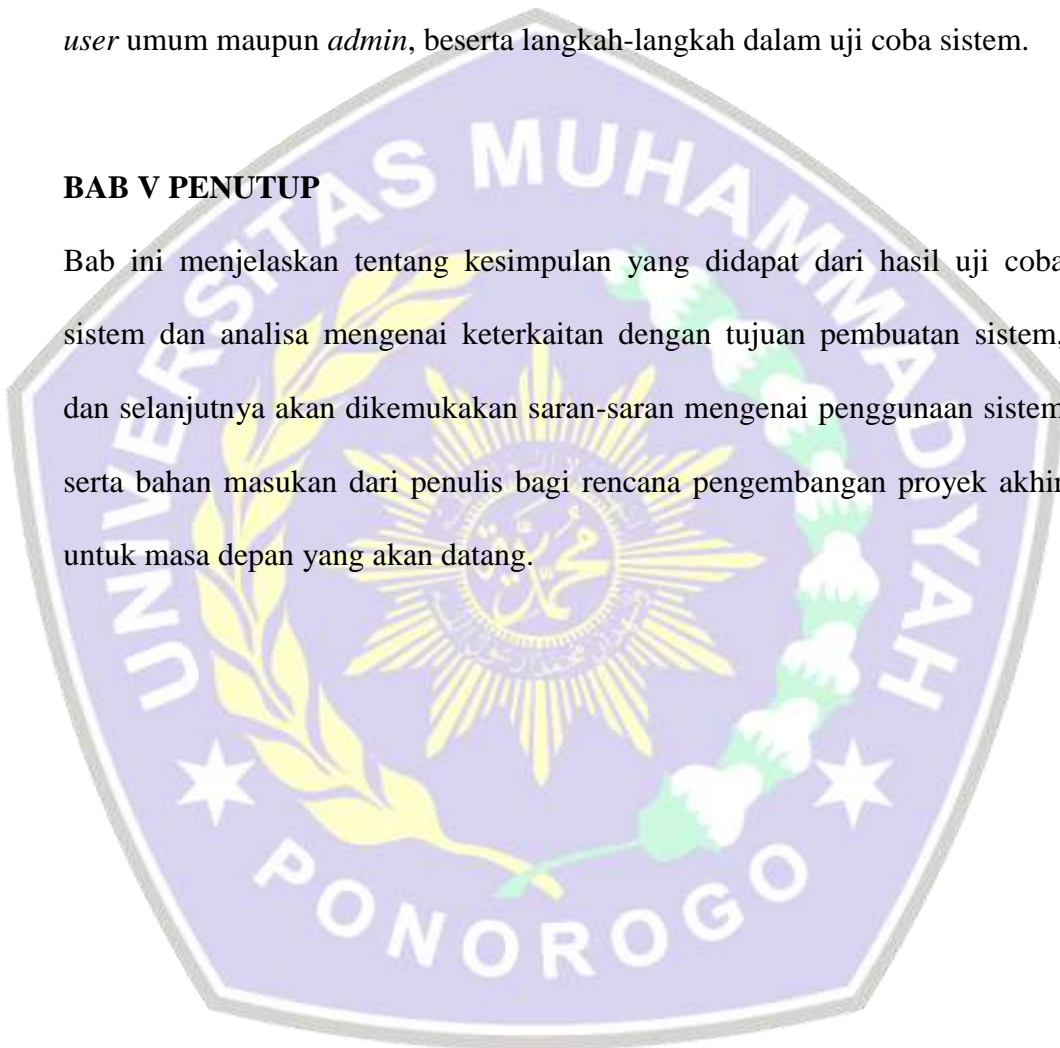 user umum maupun admin, beserta langkah-langkah dalam uji coba sistem.
BAB V PENUTUP
Bab ini menjelaskan tentang kesimpulan yang didapat dari hasil uji coba
sistem dan analisa mengenai keterkaitan dengan tujuan pembuatan sistem,
dan selanjutnya akan dikemukakan saran-saran mengenai penggunaan sistem
serta bahan masukan dari penulis bagi rencana pengembangan proyek akhir
untuk masa depan yang akan datang.
UNIVERSITAS MUHAMMADIYAH
PONOROGO